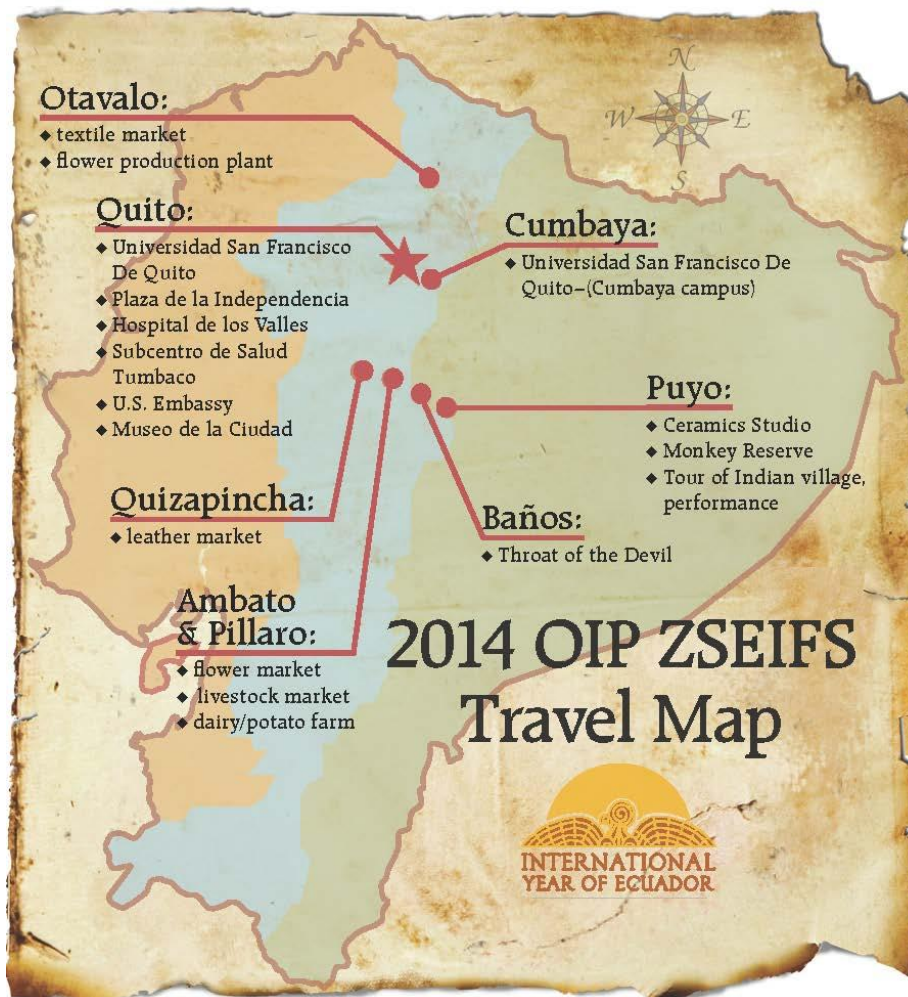 N
W
E
S
Otavalo:
◆ textile market
◆ flower production plant
Quito:
◆ Universidad San Francisco
De Quito
◆ Plaza de la Independencia
◆ Hospital de los Valles
◆ Subcentro de Salud
Tumbaco
◆ U.S. Embassy
◆ Museo de la Ciudad
Cumbaya:
◆ Universidad San Francisco De
Quito–(Cumbaya campus)
Puyo:
◆ Ceramics Studio
◆ Monkey Reserve
◆ Tour of Indian village,
performance
Quizapincha:
◆ leather market
Baños:
◆ Throat of the Devil
Ambato
& Pillaro:
◆ flower market
◆ livestock market
◆ dairy/potato farm
2014 OIP ZSEIFS
Travel Map
INTERNATIONAL
YEAR OF ECUADOR